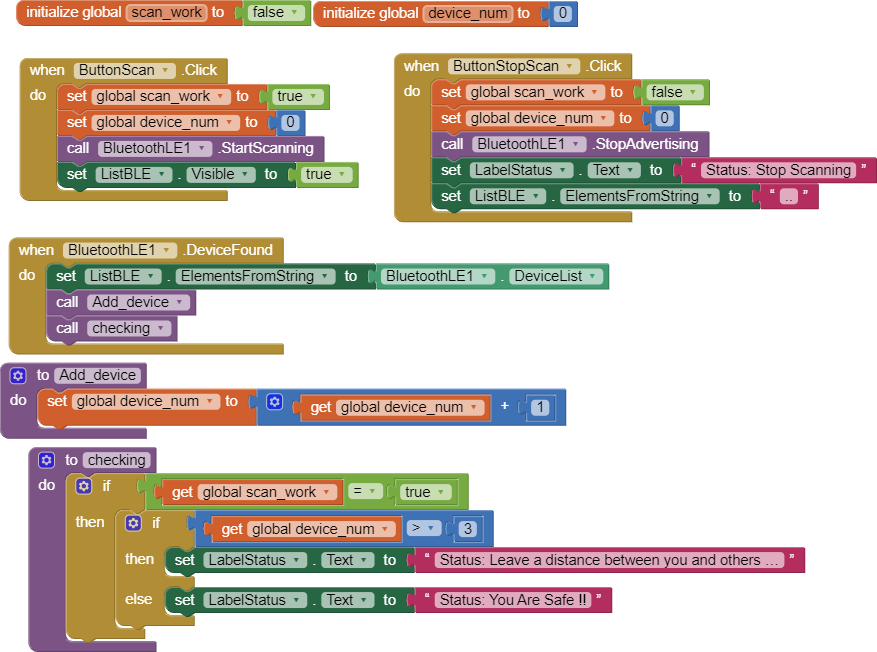 initialize global scan_work to false
initialize global device_num to 0
when ButtonScan .Click
do set global scan_work to true
set global device_num to 0
call BluetoothLE1 .StartScanning
set ListBLE . Visible to true
when ButtonStopScan .Click
do set global scan_work to false
set global device_num to 0
call BluetoothLE1 .StopAdvertising
set LabelStatus . Text to “ Status: Stop Scanning ”
set ListBLE . ElementsFromString to “ .. ”
when BluetoothLE1 .DeviceFound
do set ListBLE . ElementsFromString to BluetoothLE1 . DeviceList
call Add_device
call checking
to Add_device
do set global device_num to get global device_num + 1
to checking
do if get global scan_work = true
then if get global device_num > 3
then set LabelStatus . Text to “ Status: Leave a distance between you and others ... ”
else set LabelStatus . Text to “ Status: You Are Safe !! ”